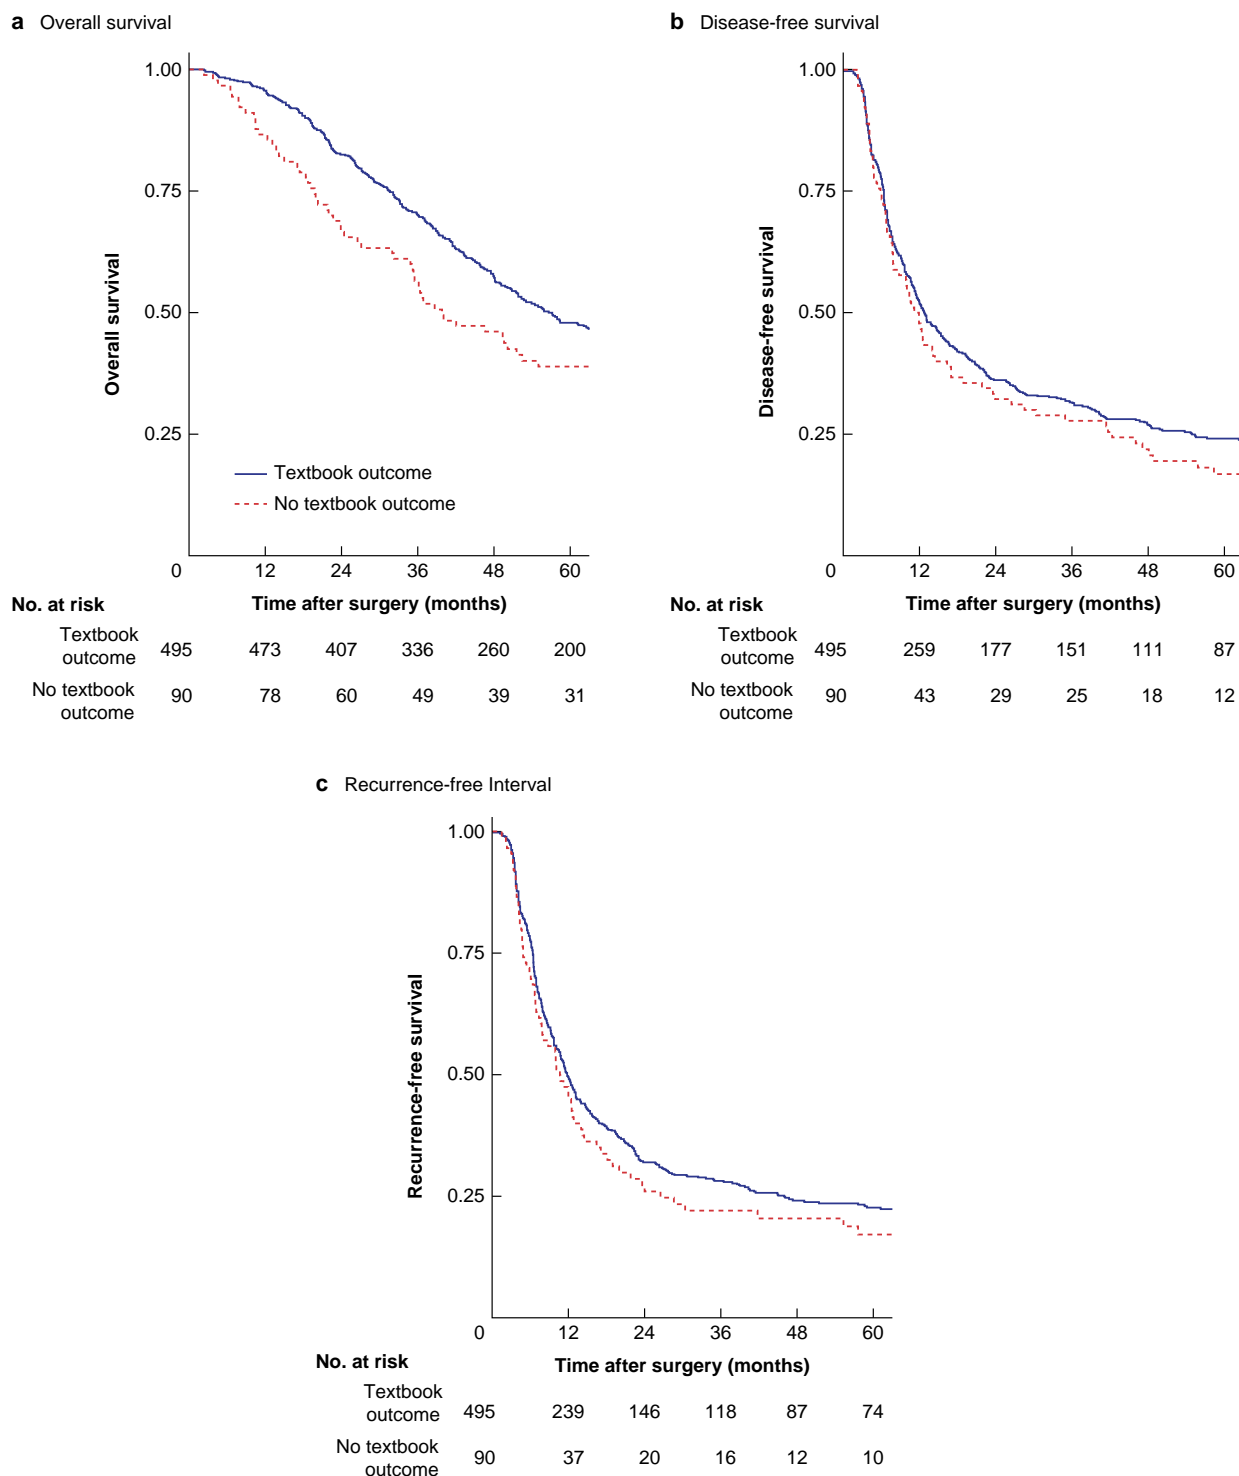 a Overall survival
1.00
0.75
0.50
0.25
Overall survival
Textbook outcome
No textbook outcome
0 12 24 36 48 60
No. at risk
Time after surgery (months)
Textbook
outcome 495 473 407 336 260 200
No textbook
outcome 90 78 60 49 39 31
b Disease-free survival
1.00
0.75
0.50
0.25
Disease-free survival
0 12 24 36 48 60
No. at risk
Time after surgery (months)
Textbook
outcome 495 259 177 151 111 87
No textbook
outcome 90 43 29 25 18 12
c Recurrence-free Interval
1.00
0.75
0.50
0.25
Recurrence-free survival
0 12 24 36 48 60
No. at risk
Time after surgery (months)
Textbook
outcome 495 239 146 118 87 74
No textbook
outcome 90 37 20 16 12 10